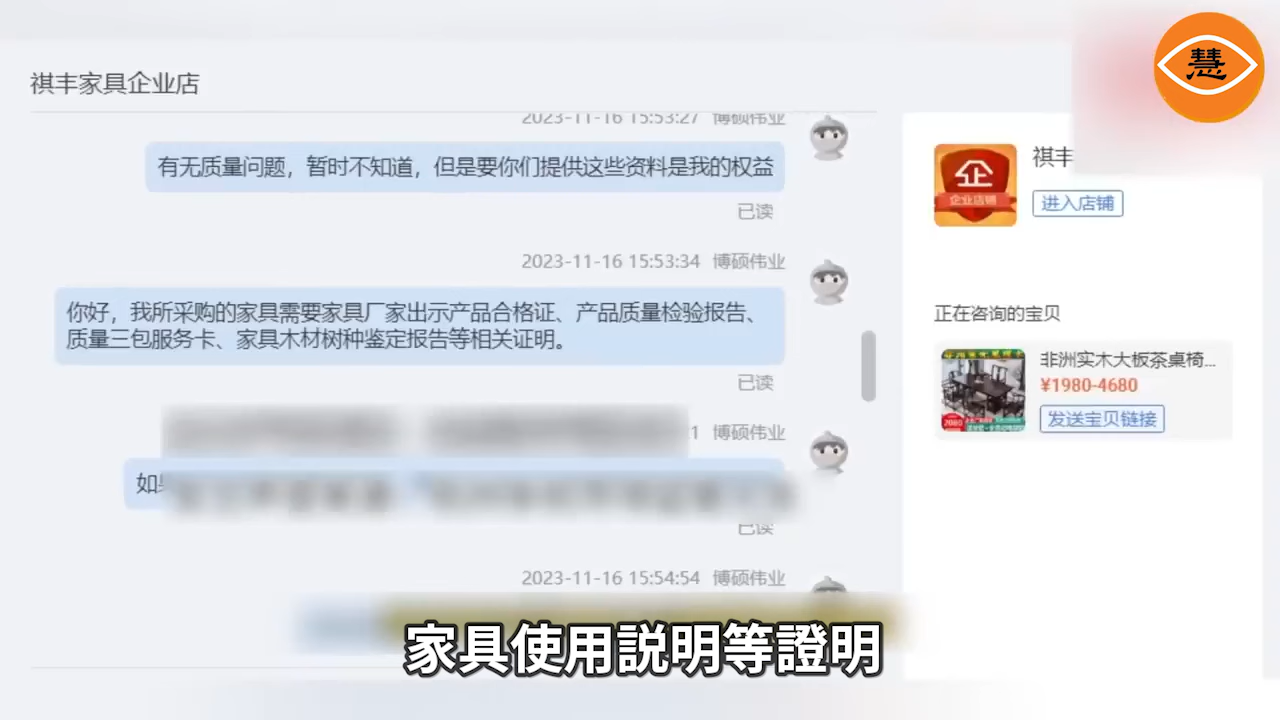 慧
祺丰家具企业店
2023-11-16 15:53:27 博硕伟业
有无质量问题，暂时不知道，但是要你们提供这些资料是我的权益
已读
2023-11-16 15:53:34 博硕伟业
你好，我所采购的家具需要家具厂家出示产品合格证、产品质量检验报告、
质量三包服务卡、家具木材树种鉴定报告等相关证明。
已读
1 博硕伟业
如果
已读
2023-11-16 15:54:54 博硕伟业
企
企业店铺
祺丰
进入店铺
正在咨询的宝贝
非洲实木大板茶桌椅...
¥1980-4680
发送宝贝链接
家具使用説明等證明